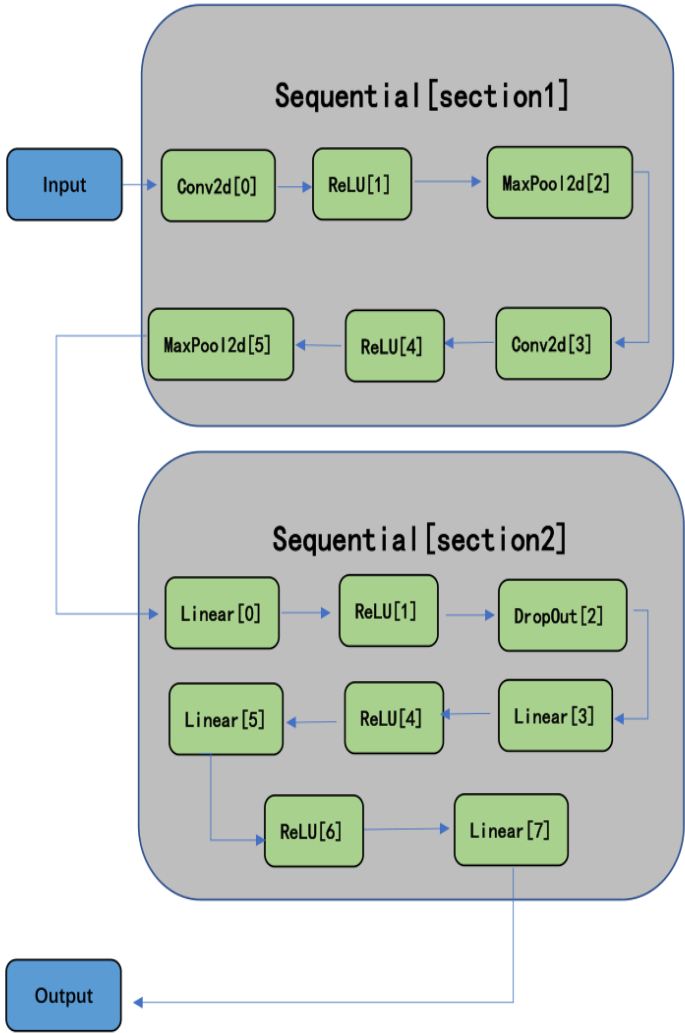 Sequential[section1]
Input
Conv2d[0]
ReLU[1]
MaxPool2d[2]
Conv2d[3]
ReLU[4]
MaxPool2d[5]
Sequential[section2]
Linear[0]
ReLU[1]
DropOut[2]
Linear[3]
ReLU[4]
Linear[5]
ReLU[6]
Linear[7]
Output